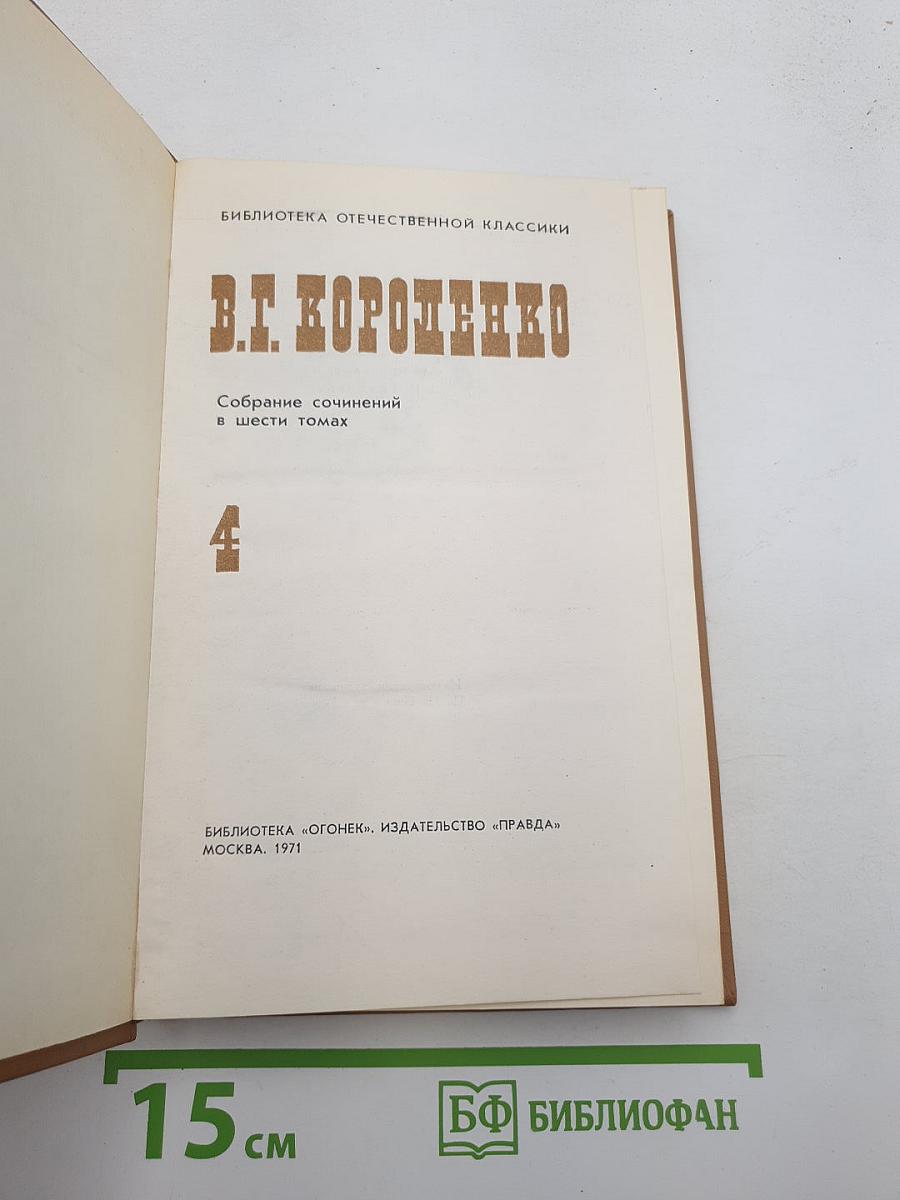 БИБЛИОТЕКА ОТЕЧЕСТВЕННОЙ КЛАССИКИ
В.Г. КОРОЛЕНКО
Собрание сочинений
в шести томах
4
БИБЛИОТЕКА «ОГОНЕК». ИЗДАТЕЛЬСТВО «ПРАВДА»
МОСКВА. 1971
15 см
БФ БИБЛИОФАН